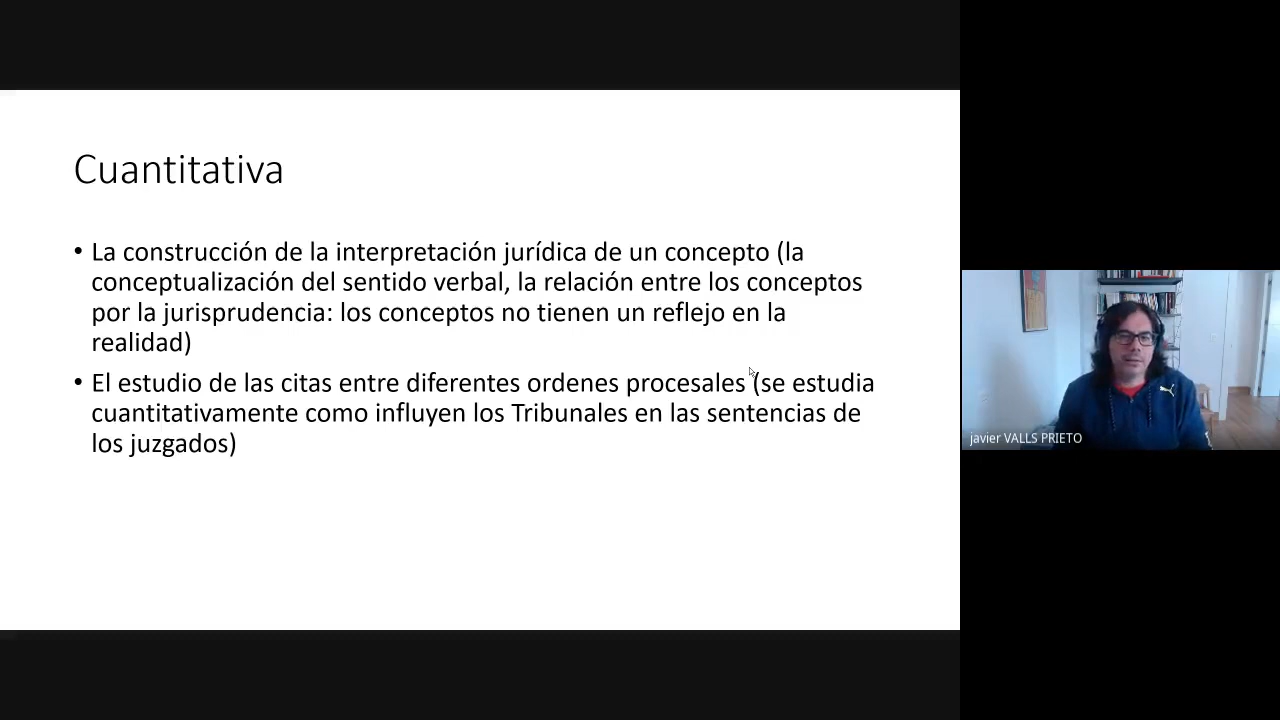 Cuantitativa
• La construcción de la interpretación jurídica de un concepto (la
conceptualización del sentido verbal, la relación entre los conceptos
por la jurisprudencia: los conceptos no tienen un reflejo en la
realidad)
• El estudio de las citas entre diferentes ordenes procesales (se estudia
cuantitativamente como influyen los Tribunales en las sentencias de
los juzgados)
javier VALLS PRIETO